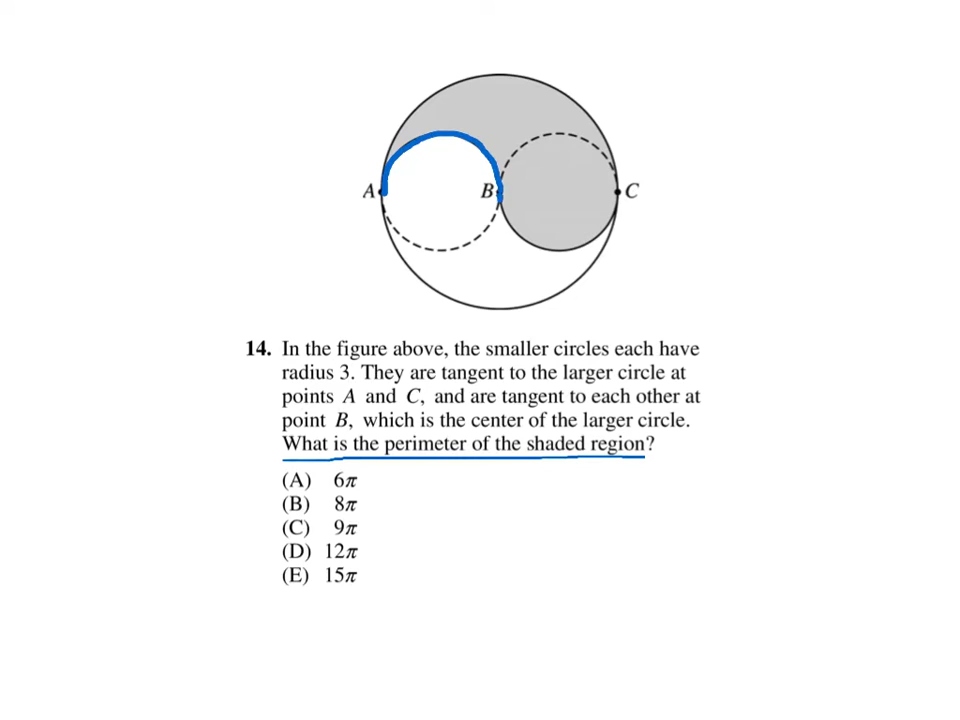 A
B
C
14. In the figure above, the smaller circles each have
radius 3. They are tangent to the larger circle at
points A and C, and are tangent to each other at
point B, which is the center of the larger circle.
What is the perimeter of the shaded region?
(A) 6π
(B) 8π
(C) 9π
(D) 12π
(E) 15π